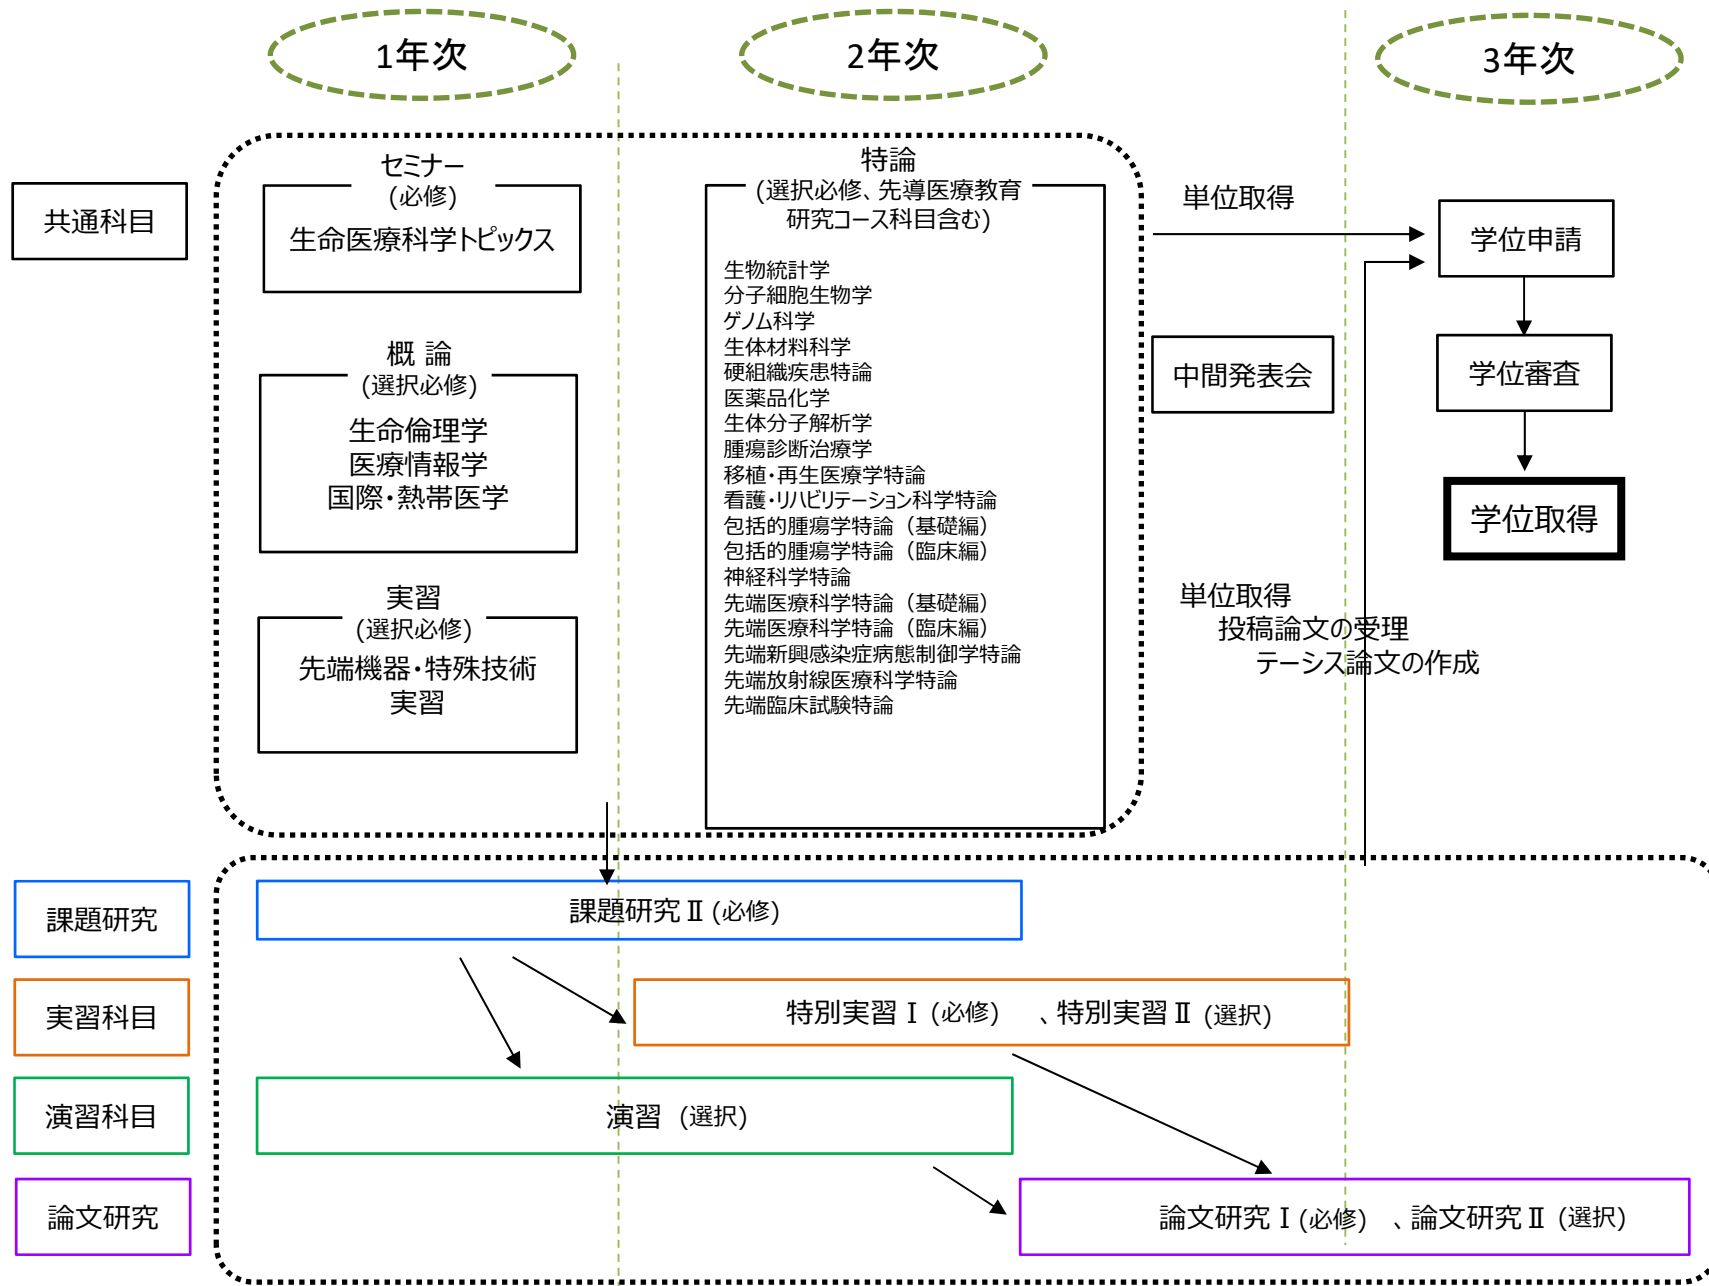 1年次
2年次
3年次
共通科目
セミナー
(必修)
生命医療科学トピックス
概 論
(選択必修)
生命倫理学
医療情報学
国際・熱帯医学
実習
(選択必修)
先端機器・特殊技術
実習
特論
(選択必修、先導医療教育
研究コース科目含む)
生物統計学
分子細胞生物学
ゲノム科学
生体材料科学
硬組織疾患特論
医薬品化学
生体分子解析学
腫瘍診断治療学
移植・再生医療学特論
看護・リハビリテーション科学特論
包括的腫瘍学特論（基礎編）
包括的腫瘍学特論（臨床編）
神経科学特論
先端医療科学特論（基礎編）
先端医療科学特論（臨床編）
先端新興感染症病態制御学特論
先端放射線医療科学特論
先端臨床試験特論
単位取得
中間発表会
学位申請
学位審査
学位取得
単位取得
投稿論文の受理
テーシス論文の作成
課題研究
課題研究Ⅱ(必修)
実習科目
特別実習Ⅰ(必修) 、特別実習Ⅱ(選択)
演習科目
演習 (選択)
論文研究
論文研究Ⅰ(必修) 、論文研究Ⅱ(選択)